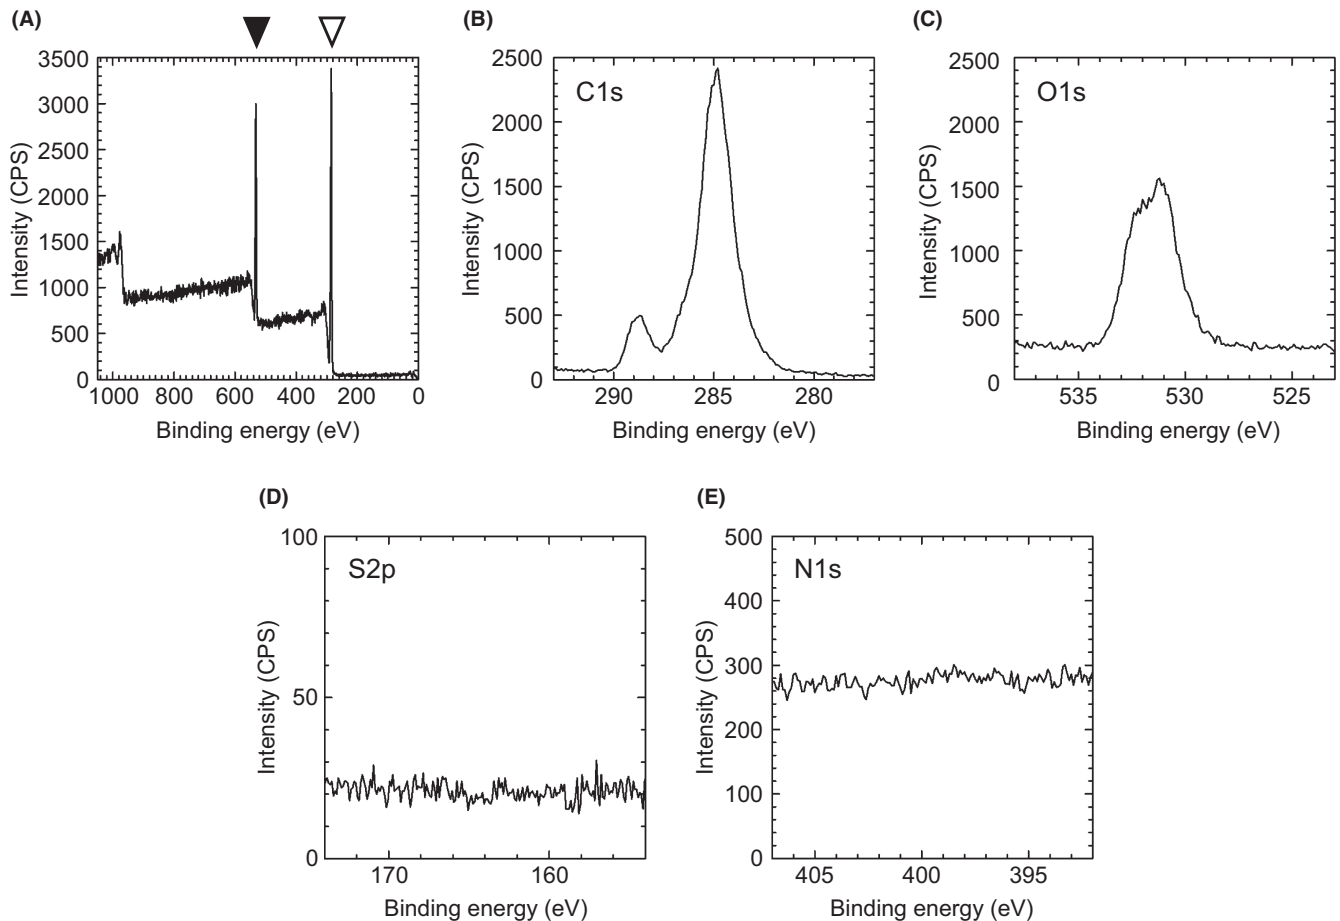 (A)
3500
3000
2500
2000
1500
1000
500
0
Intensity (CPS)
1000 800 600 400 200 0
Binding energy (eV)
(B)
C1s
2500
2000
1500
1000
500
0
Intensity (CPS)
290 285 280
Binding energy (eV)
(C)
O1s
2500
2000
1500
1000
500
0
Intensity (CPS)
535 530 525
Binding energy (eV)
(D)
S2p
100
50
0
Intensity (CPS)
170 160
Binding energy (eV)
(E)
N1s
500
400
300
200
100
0
Intensity (CPS)
405 400 395
Binding energy (eV)